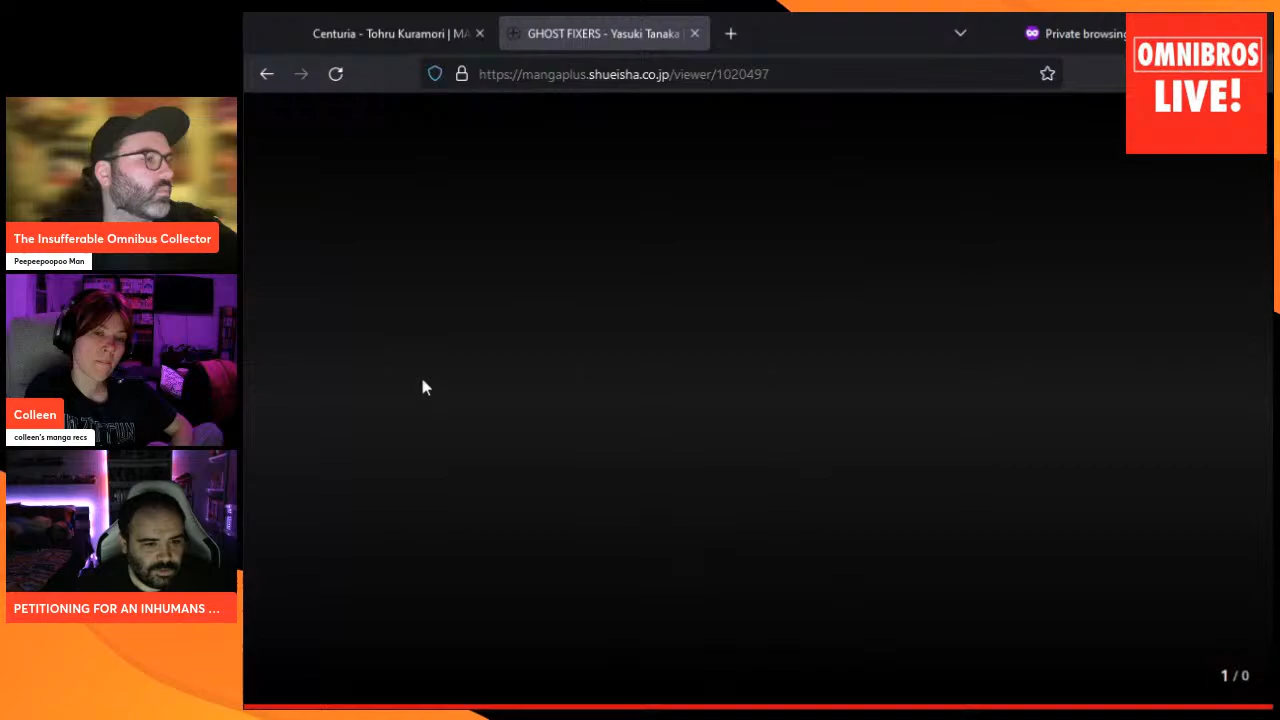 Centuria - Tohru Kuramori | MA
GHOST FIXERS - Yasuki Tanaka |
Private browsing
https://mangaplus.shueisha.co.jp/viewer/1020497
OMNIBROS
LIVE!
The Insufferable Omnibus Collector
Peepeepoopoo Man
Colleen
colleen's manga recs
PETITIONING FOR AN INHUMANS ...
1 / 0